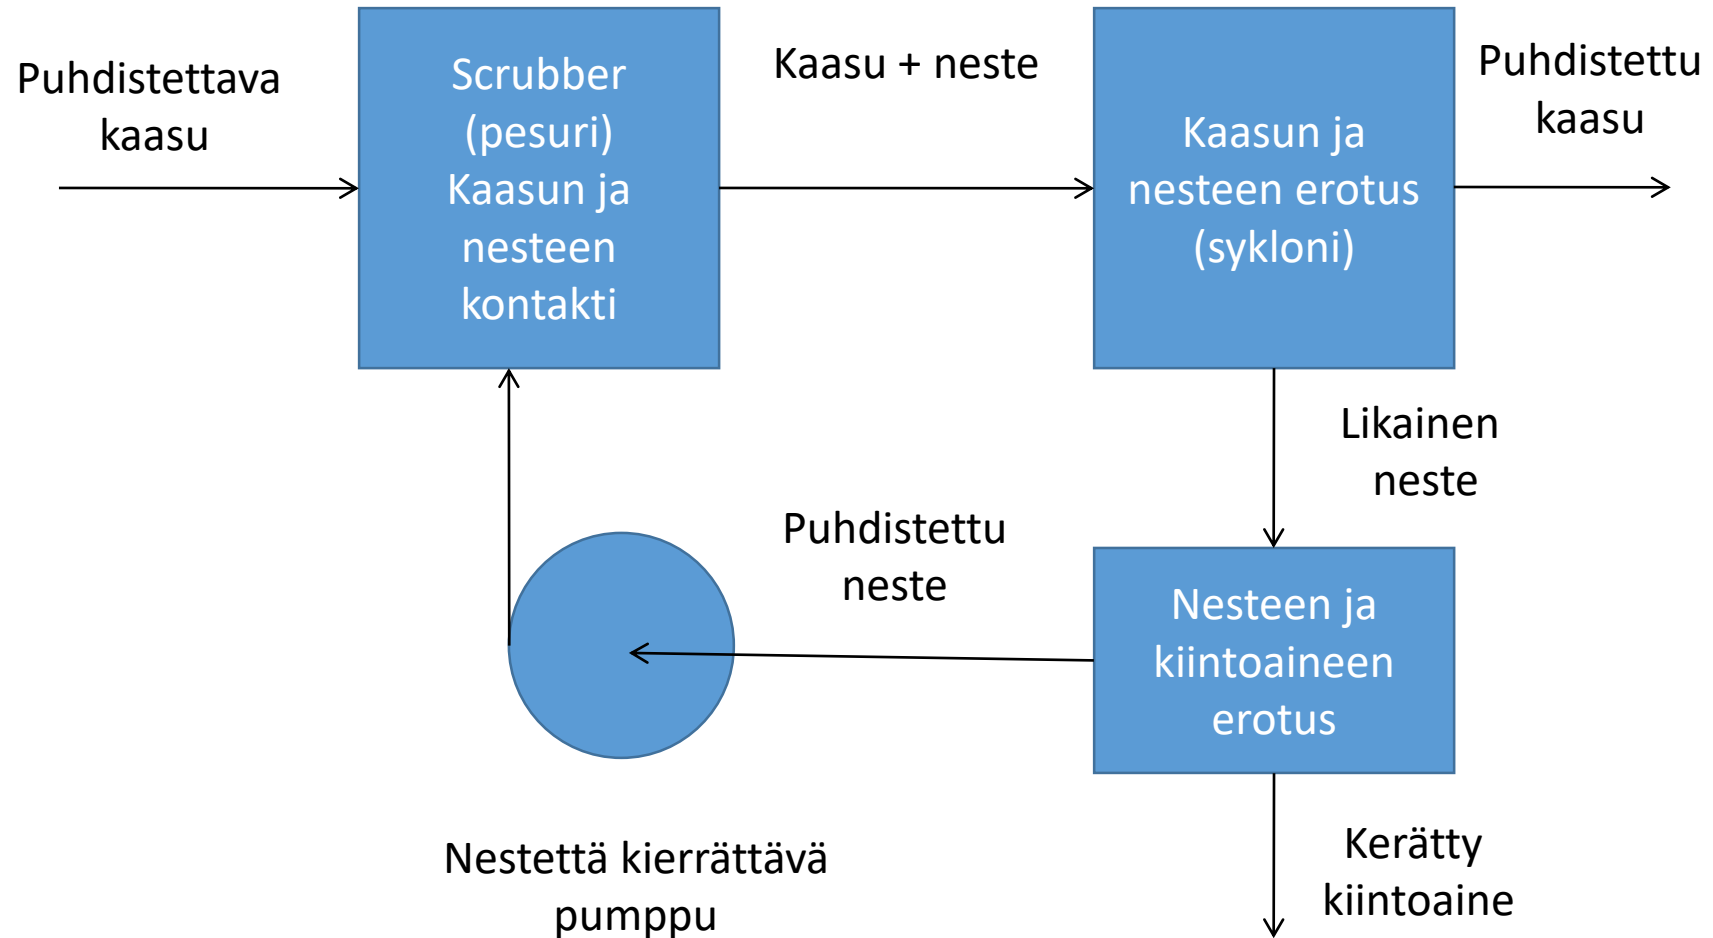 Puhdistettava
kaasu
Scrubber
(pesuri)
Kaasun ja
nesteen
kontakti
Kaasu + neste
Kaasun ja
nesteen erotus
(sykloni)
Puhdistettu
kaasu
Likainen
neste
Puhdistettu
neste
Nesteen ja
kiintoaineen
erotus
Nestettä kierrättävä
pumppu
Kerätty
kiintoaine